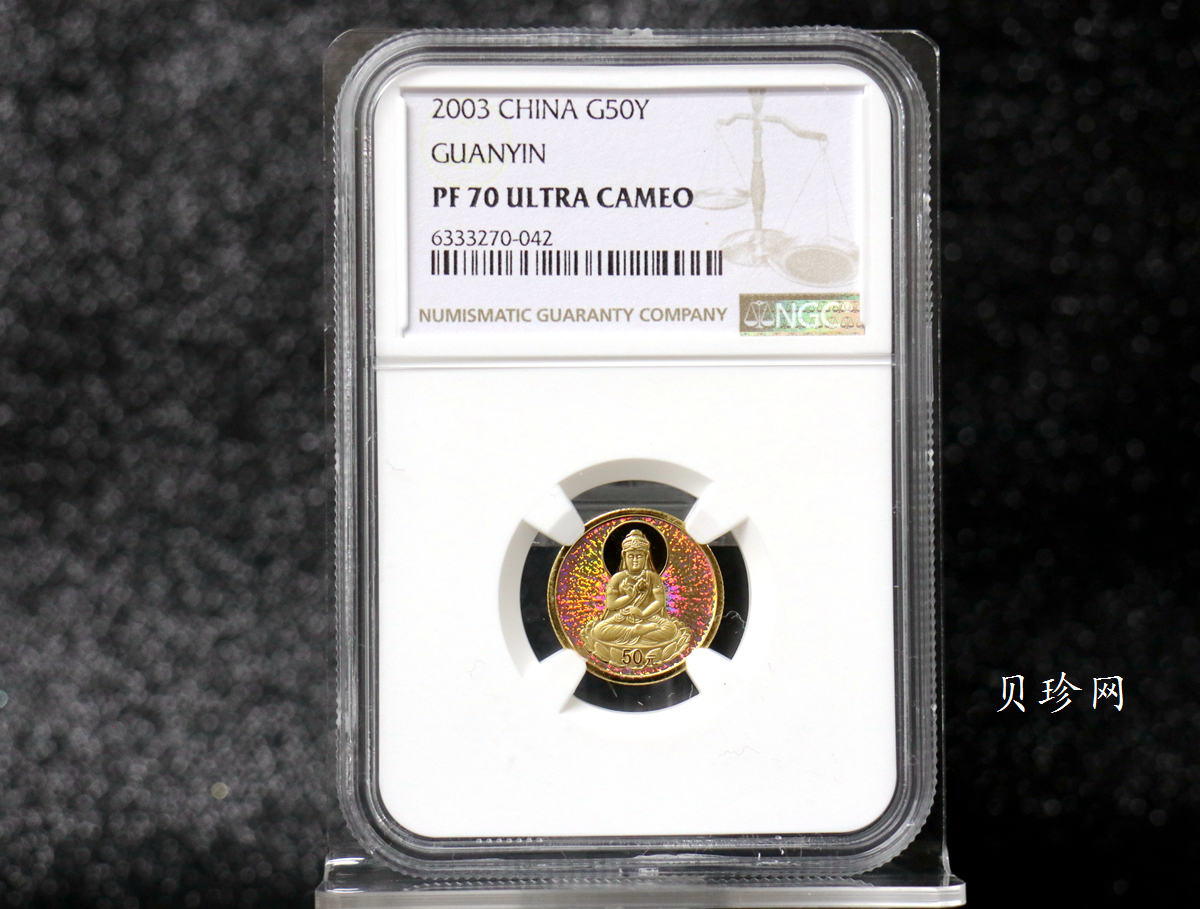 2003 CHINA G50Y
GUANYIN
PF 70 ULTRA CAMEO
6333270-042
NUMISMATIC GUARANTY COMPANY
NGC
50元
贝珍网